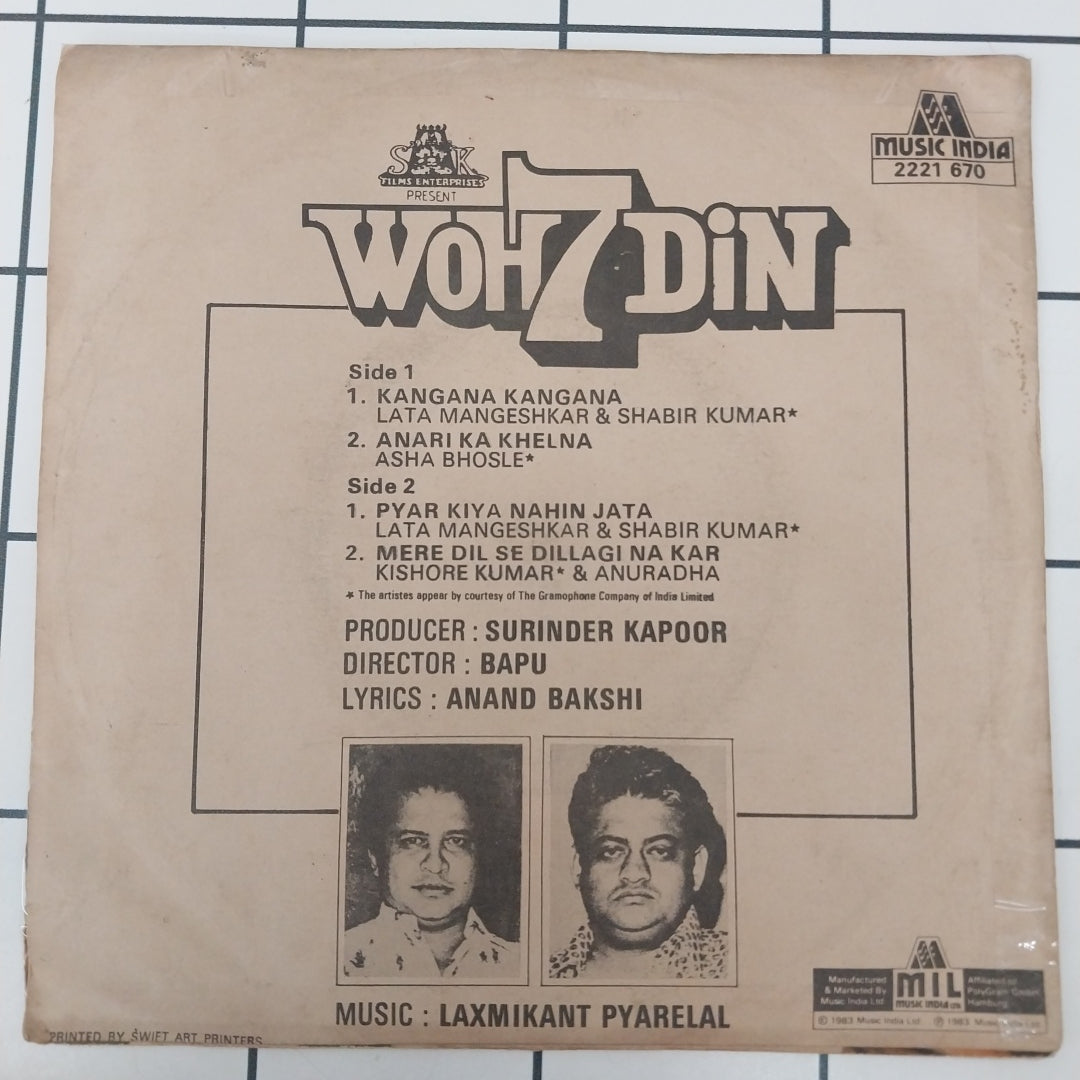 SK
FILMS ENTERPRISES
PRESENT
WOH 7 DiN
MUSIC INDIA
2221 670
Side 1
1. KANGANA KANGANA
LATA MANGESHKAR & SHABIR KUMAR*
2. ANARI KA KHELNA
ASHA BHOSLE*
Side 2
1. PYAR KIYA NAHIN JATA
LATA MANGESHKAR & SHABIR KUMAR*
2. MERE DIL SE DILLAGI NA KAR
KISHORE KUMAR* & ANURADHA
* The artistes appear by courtesy of The Gramophone Company of India Limited
PRODUCER : SURINDER KAPOOR
DIRECTOR : BAPU
LYRICS : ANAND BAKSHI
MUSIC : LAXMIKANT PYARELAL
Manufactured
& Marketed By
Music India Ltd
MIL
MUSIC INDIA LTD.
Affiliated to
PolyGram GmbH
Hamburg
© 1983 Music India Ltd. ℗ 1983 Music
PRINTED BY SWIFT ART PRINTERS